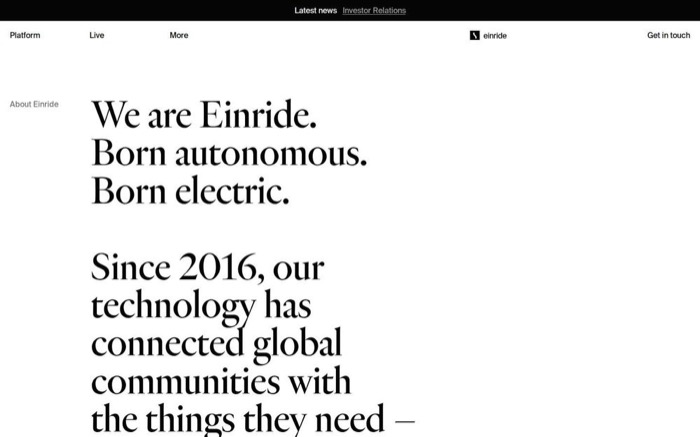 Latest news Investor Relations
Platform Live More einride Get in touch
About Einride
We are Einride.
Born autonomous.
Born electric.
Since 2016, our
technology has
connected global
communities with
the things they need —